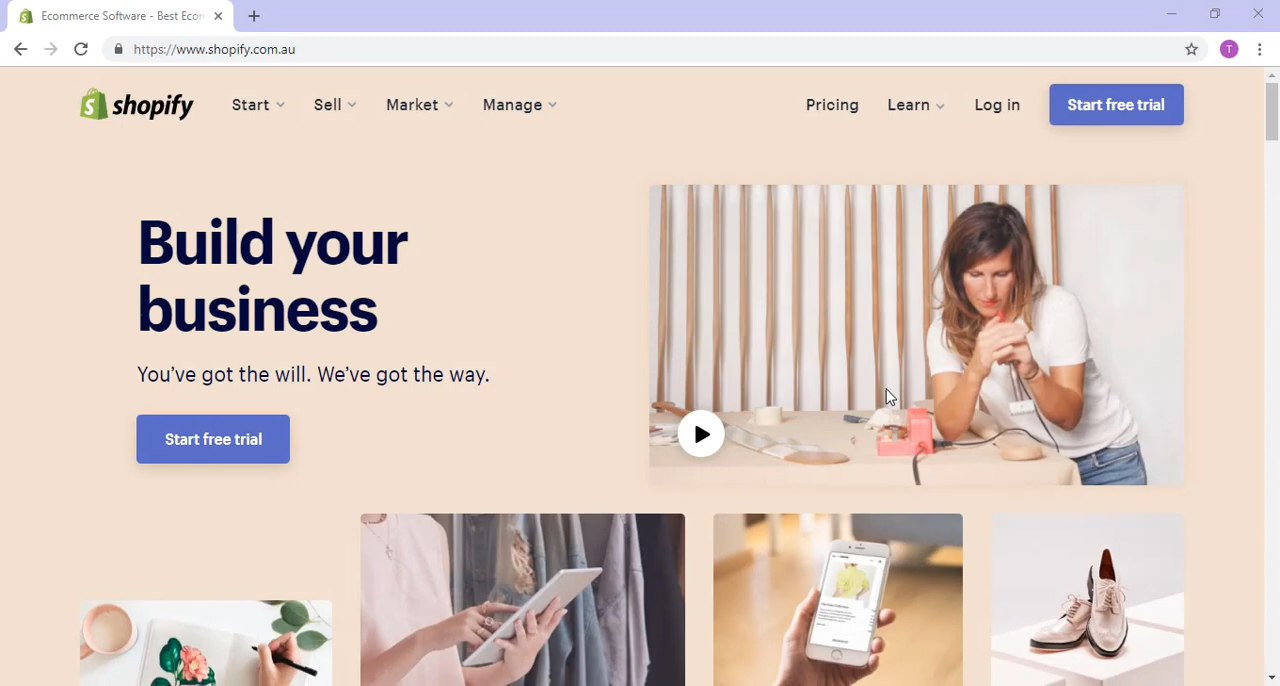 Ecommerce Software - Best Ecor
https://www.shopify.com.au
T
shopify
Start
Sell
Market
Manage
Pricing
Learn
Log in
Start free trial
Build your
business
You've got the will. We've got the way.
Start free trial